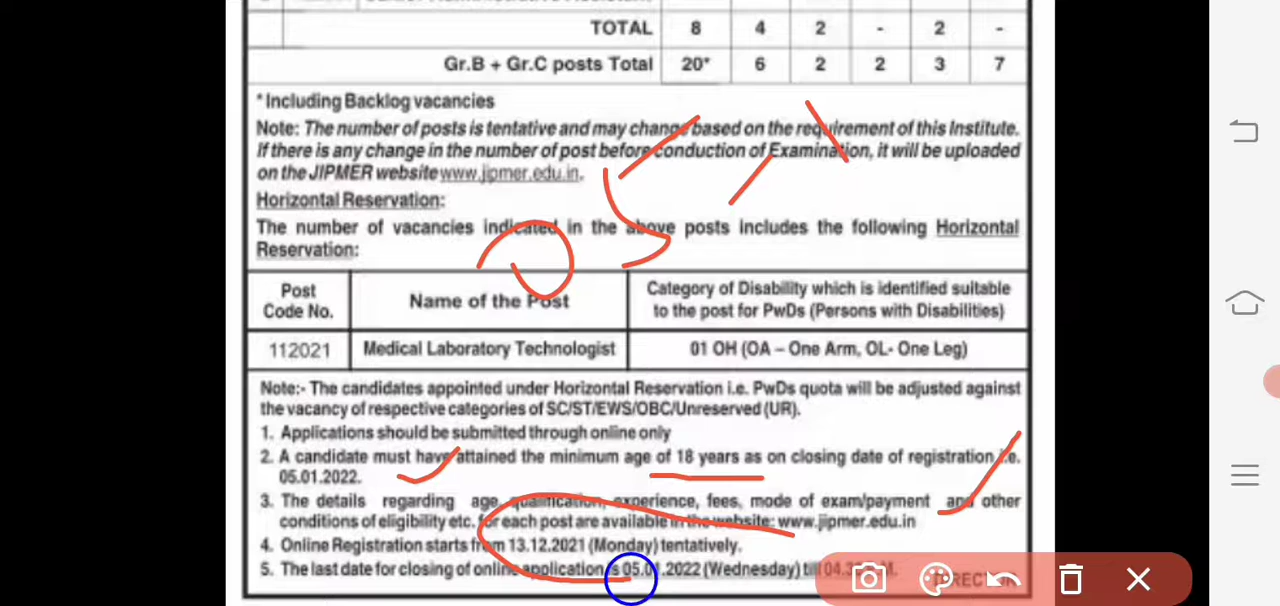 TOTAL 8 4 2 - 2 -
Gr.B + Gr.C posts Total 20* 6 2 2 3 7
*Including Backlog vacancies
Note: The number of posts is tentative and may change based on the requirement of this Institute.
If there is any change in the number of post before conduction of Examination, it will be uploaded
on the JIPMER website www.jipmer.edu.in.
Horizontal Reservation:
The number of vacancies indicated in the above posts includes the following Horizontal
Reservation:
Post Code No. Name of the Post Category of Disability which is identified suitable
to the post for PwDs (Persons with Disabilities)
112021 Medical Laboratory Technologist 01 OH (OA – One Arm, OL- One Leg)
Note:- The candidates appointed under Horizontal Reservation i.e. PwDs quota will be adjusted against
the vacancy of respective categories of SC/ST/EWS/OBC/Unreserved (UR).
1. Applications should be submitted through online only
2. A candidate must have attained the minimum age of 18 years as on closing date of registration i.e.
05.01.2022.
3. The details regarding age, qualification, experience, fees, mode of exam/payment and other
conditions of eligibility etc. for each post are available in the website: www.jipmer.edu.in
4. Online Registration starts from 13.12.2021 (Monday) tentatively.
5. The last date for closing of online application is 05.01.2022 (Wednesday) till
DIRECTOR